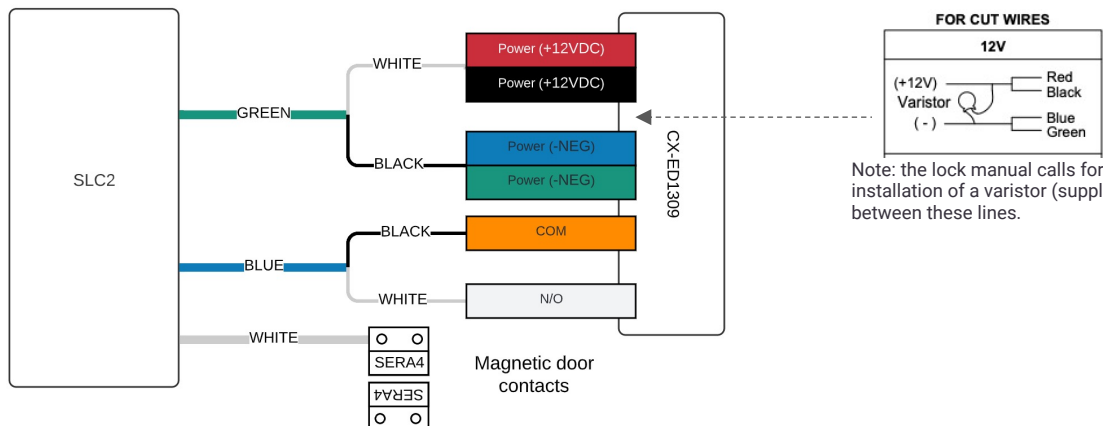 SLC2
GREEN
WHITE
BLACK
BLUE
BLACK
WHITE
WHITE
Power (+12VDC)
Power (+12VDC)
Power (-NEG)
Power (-NEG)
COM
N/O
CX-ED1309
SERA4
SERA4
Magnetic door
contacts
FOR CUT WIRES
12V
(+12V)
Varistor
( - )
Red
Black
Blue
Green
Note: the lock manual calls for
installation of a varistor (suppl
between these lines.